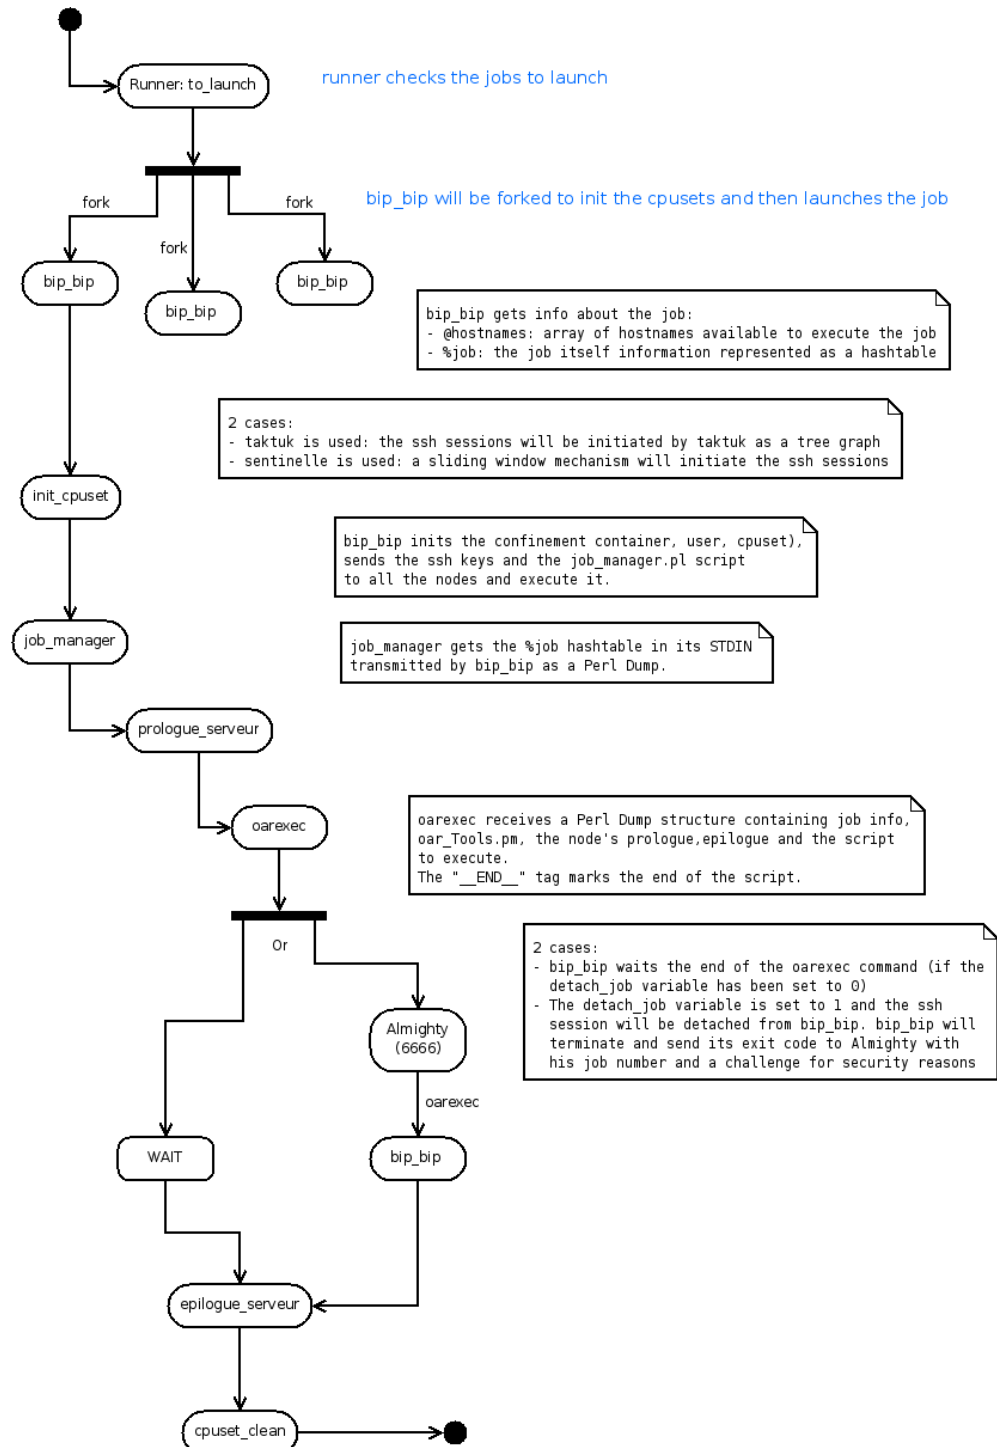 Runner: to_launch
runner checks the jobs to launch
bip_bip will be forked to init the cpusets and then launches the job
fork
fork
fork
bip_bip
bip_bip
bip_bip
bip_bip gets info about the job:
- @hostnames: array of hostnames available to execute the job
- %job: the job itself information represented as a hashtable
2 cases:
- taktuk is used: the ssh sessions will be initiated by taktuk as a tree graph
- sentinelle is used: a sliding window mechanism will initiate the ssh sessions
init_cpuset
bip_bip inits the confinement container, user, cpuset),
sends the ssh keys and the job_manager.pl script
to all the nodes and execute it.
job_manager
job_manager gets the %job hashtable in its STDIN
transmitted by bip_bip as a Perl Dump.
prologue_serveur
oarexec
oarexec receives a Perl Dump structure containing job info,
oar_Tools.pm, the node's prologue,epilogue and the script
to execute.
The "__END__" tag marks the end of the script.
Or
2 cases:
- bip_bip waits the end of the oarexec command (if the
detach_job variable has been set to 0)
- The detach_job variable is set to 1 and the ssh
session will be detached from bip_bip. bip_bip will
terminate and send its exit code to Almighty with
his job number and a challenge for security reasons
Almighty
(6666)
oarexec
WAIT
bip_bip
epilogue_serveur
cpuset_clean